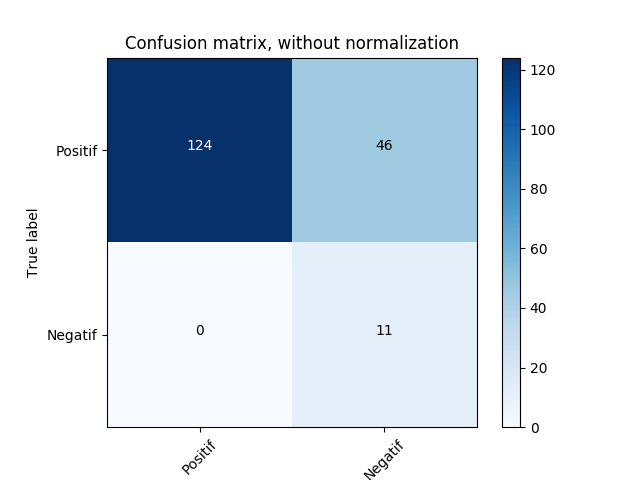 Confusion matrix, without normalization
True label
Positif
124
46
Negatif
0
11
Positif
Negatif
120
100
80
60
40
20
0